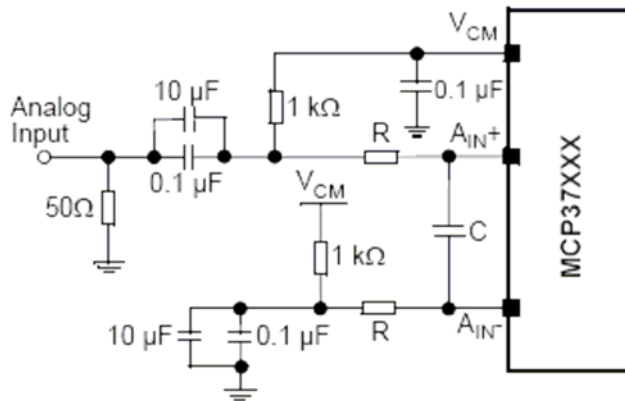 V_CM
10 µF
Analog
Input
1 kΩ
0.1 µF
R
A_IN+
0.1 µF
V_CM
50Ω
C
1 kΩ
MCP37XXX
10 µF
0.1 µF
R
A_IN-